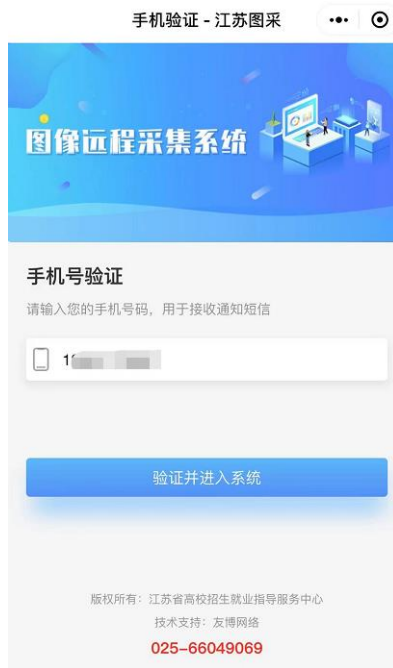 手机验证 - 江苏图采
图像远程采集系统
手机号验证
请输入您的手机号码，用于接收通知短信
验证并进入系统
版权所有：江苏省高校招生就业指导服务中心
技术支持：友博网络
025-66049069